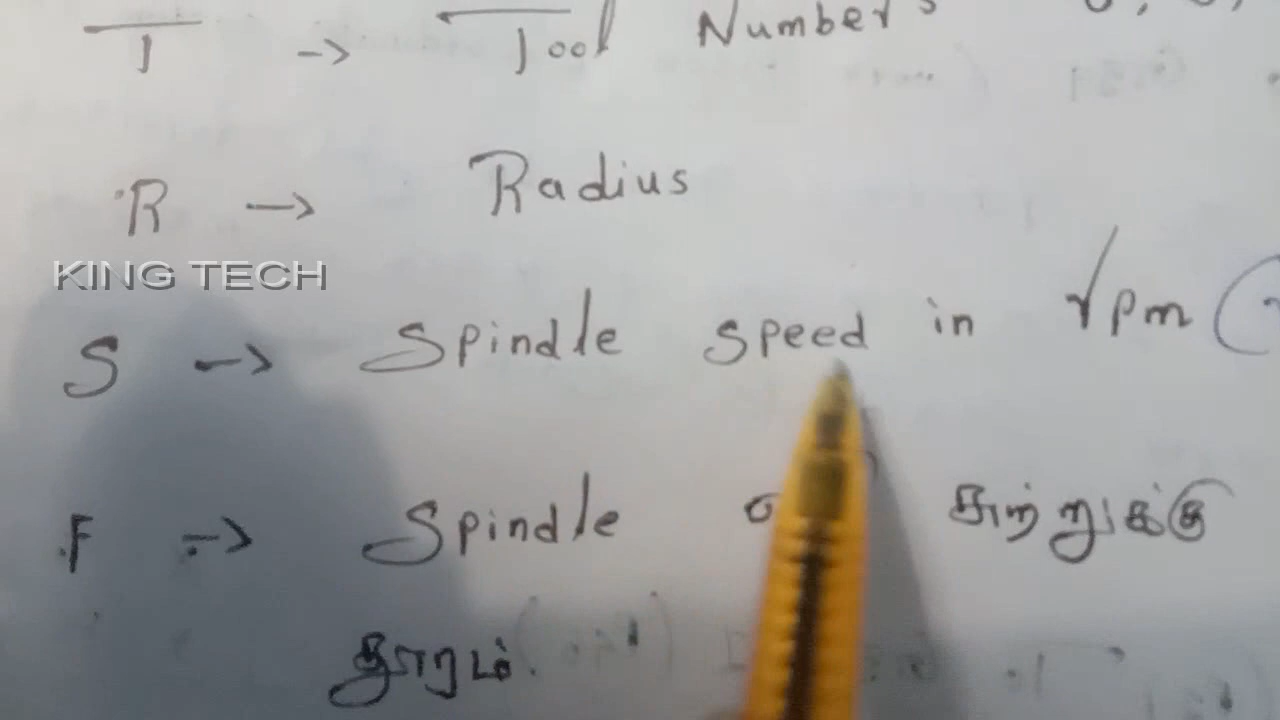 T -> Tool Numbers
R -> Radius
KING TECH
S -> Spindle speed in rpm (
F -> Spindle சுற்றுக்கு
தூரம்.